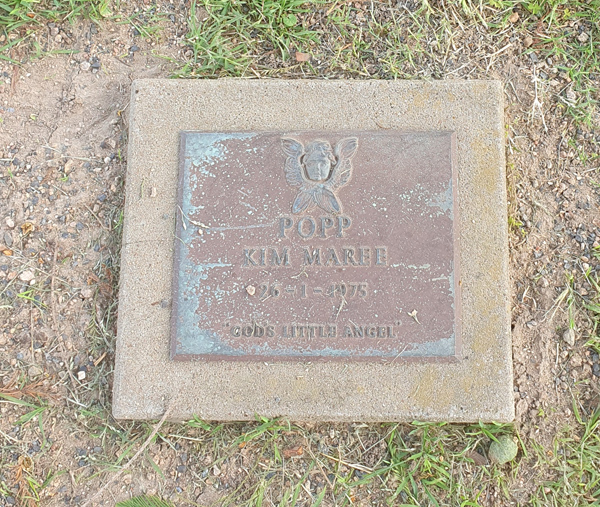 POPP
KIM MAREE
26-1-1975
"GODS LITTLE ANGEL"